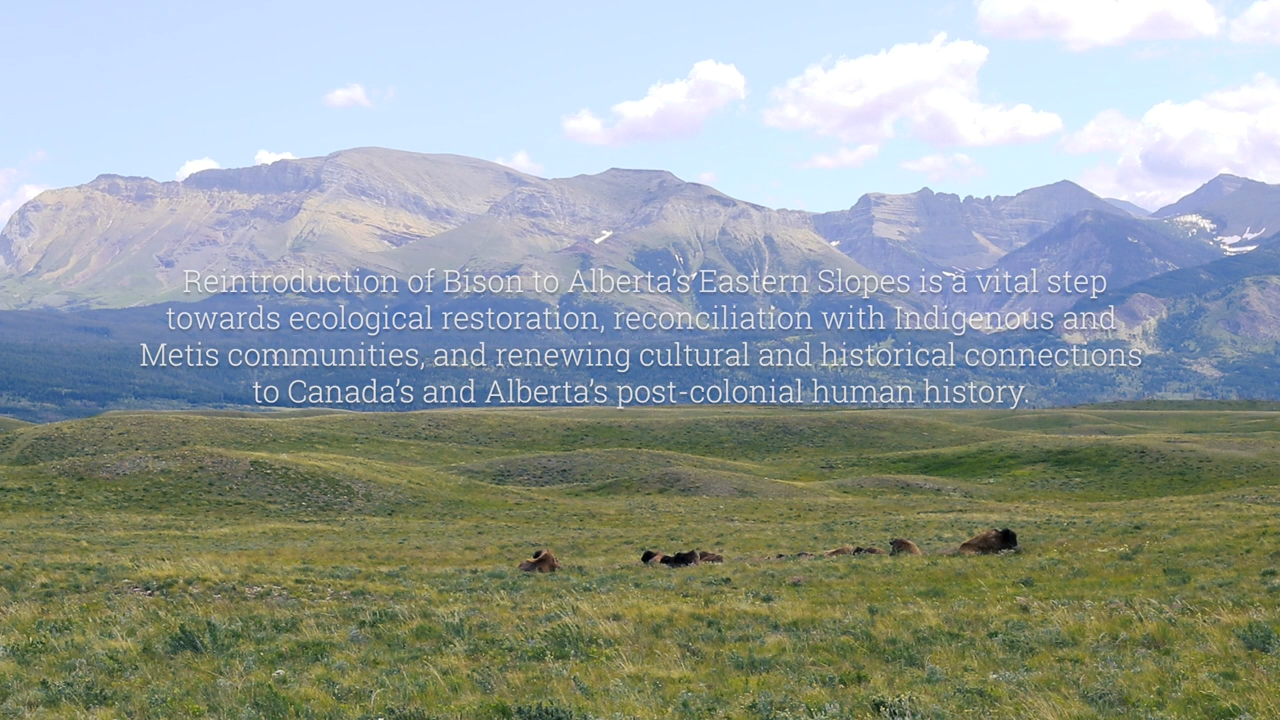 Reintroduction of Bison to Alberta’s Eastern Slopes is a vital step
towards ecological restoration, reconciliation with Indigenous and
Metis communities, and renewing cultural and historical connections
to Canada’s and Alberta’s post-colonial human history.